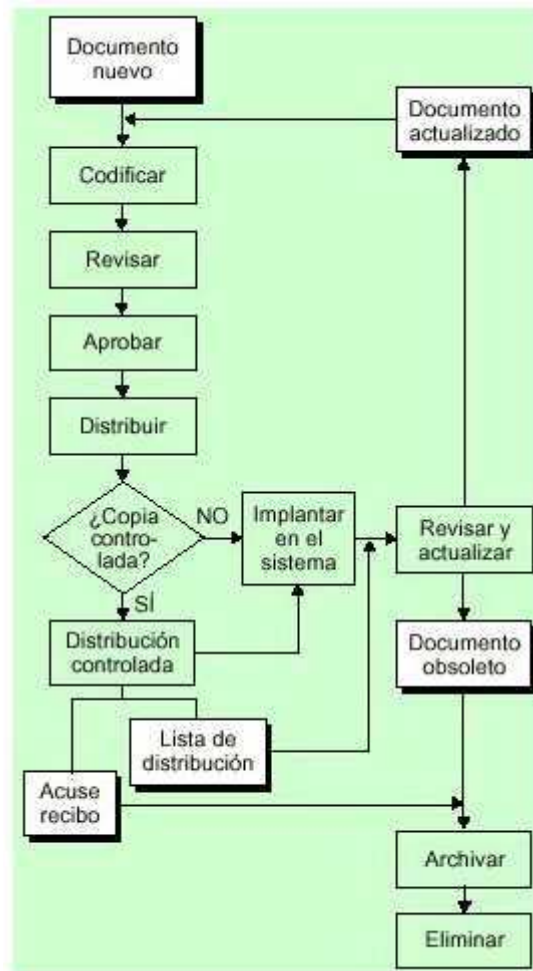 Documento
nuevo
Documento
actualizado
Codificar
Revisar
Aprobar
Distribuir
¿Copia
contro-
lada?
NO
Implantar
en el
sistema
Revisar y
actualizar
SÍ
Distribución
controlada
Documento
obsoleto
Lista de
distribución
Acuse
recibo
Archivar
Eliminar